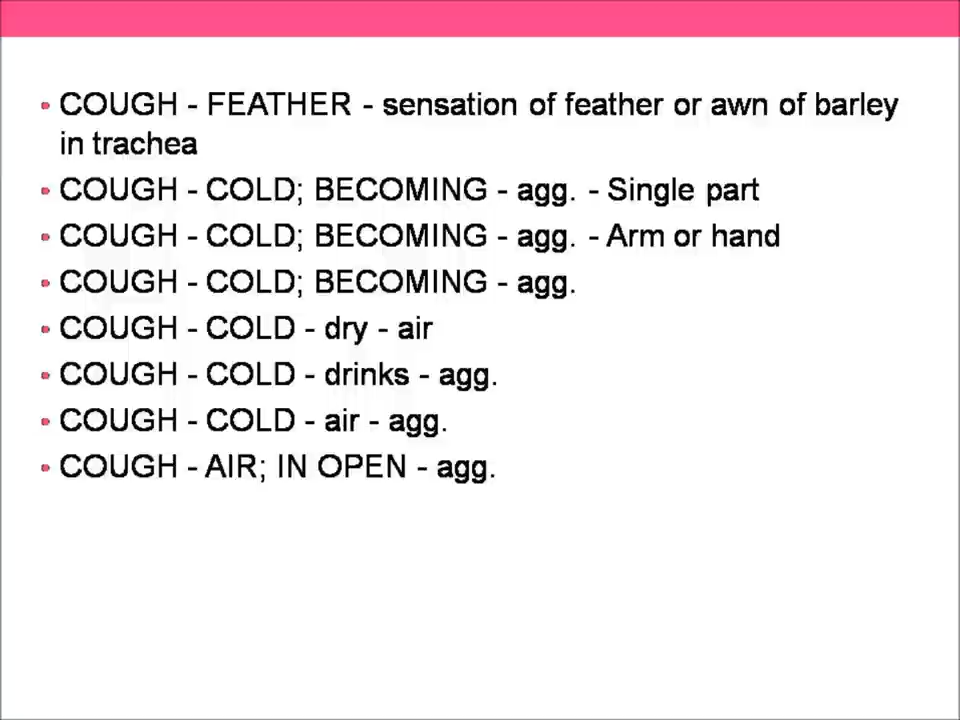 • COUGH - FEATHER - sensation of feather or awn of barley
in trachea
• COUGH - COLD; BECOMING - agg. - Single part
• COUGH - COLD; BECOMING - agg. - Arm or hand
• COUGH - COLD; BECOMING - agg.
• COUGH - COLD - dry - air
• COUGH - COLD - drinks - agg.
• COUGH - COLD - air - agg.
• COUGH - AIR; IN OPEN - agg.